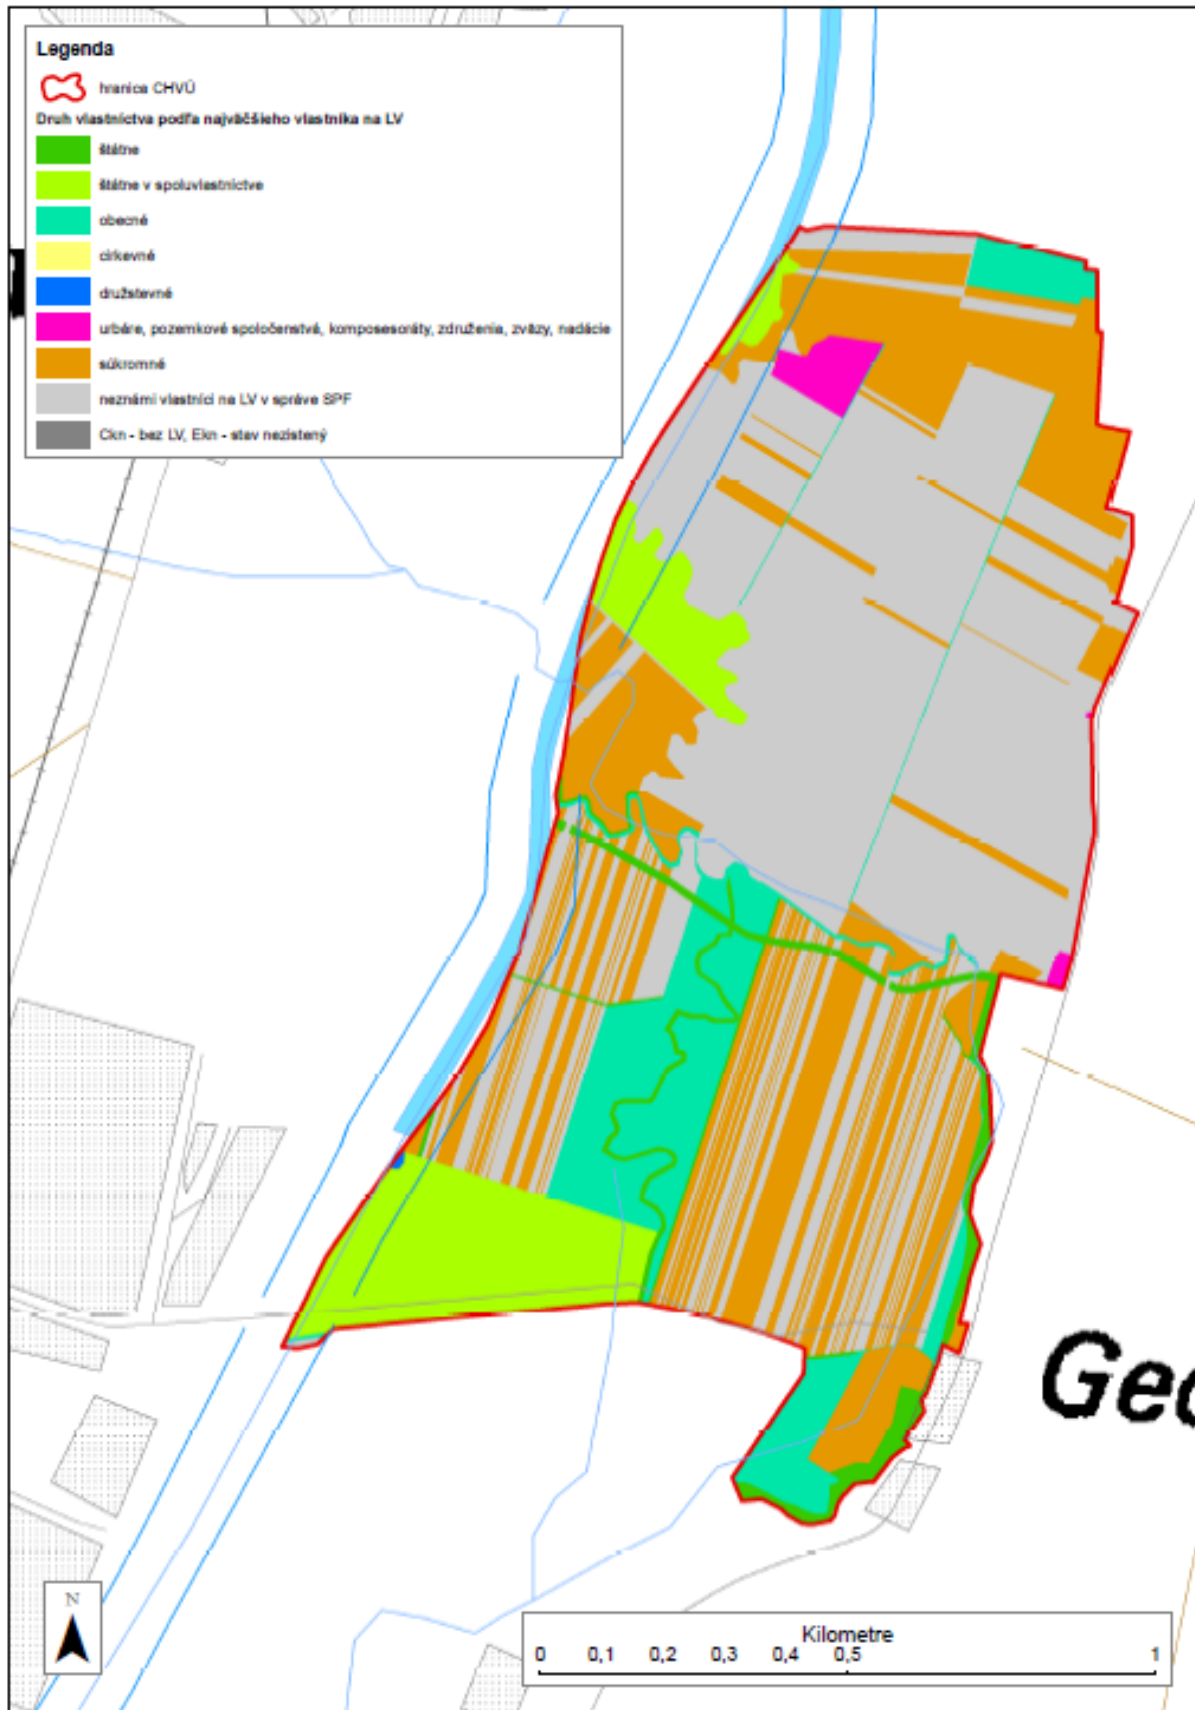 Legenda
hranica CHVÚ
Druh vlastníctva podľa najväčšieho vlastníka na LV
štátne
štátne v spoluvlastníctve
obecné
cirkevné
družstevné
urbáre, pozemkové spoločenstvá, komposesoráty, združenia, zväzy, nadácie
súkromné
neznámi vlastníci na LV v správe SPF
Ckn - bez LV, Ekn - stav nezistený
Geo
N
Kilometre
0 0,1 0,2 0,3 0,4 0,5 1